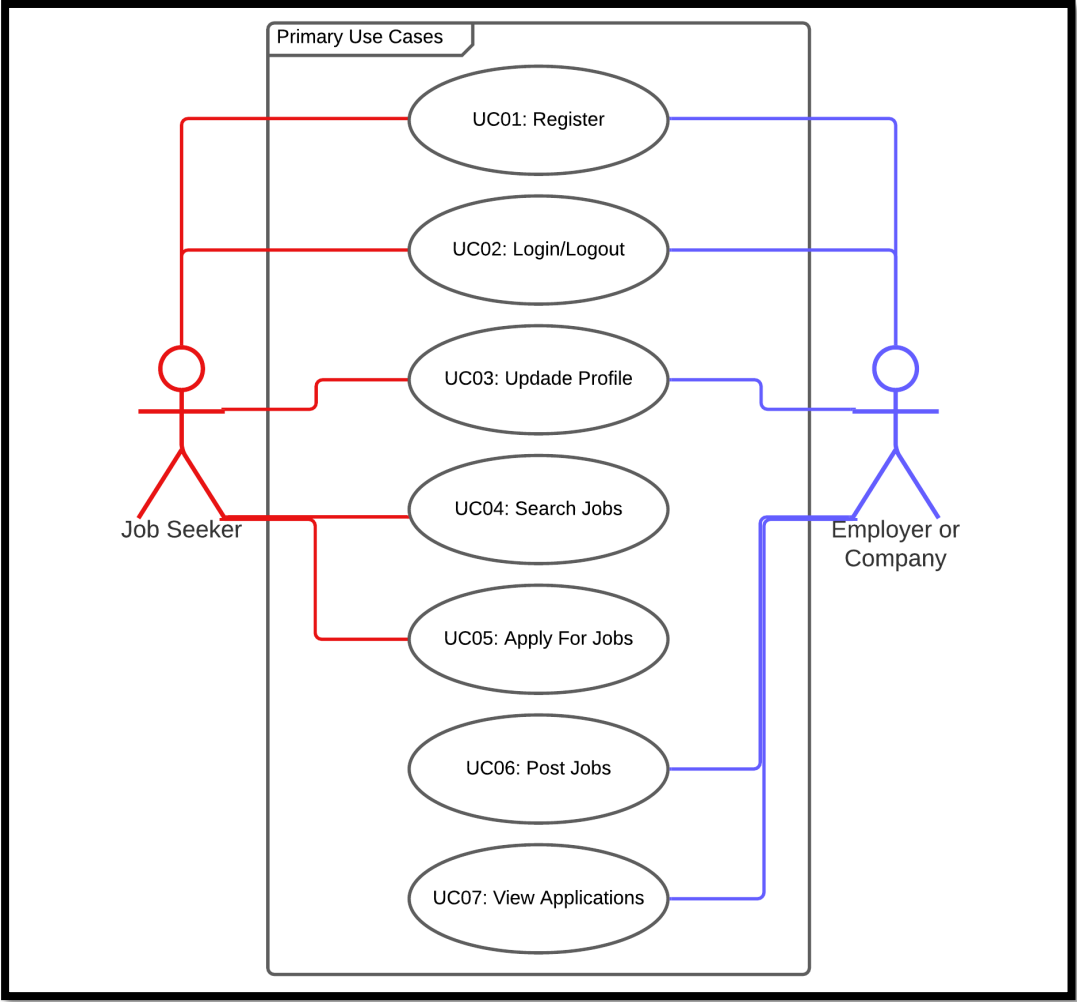 Primary Use Cases
UC01: Register
UC02: Login/Logout
UC03: Updade Profile
UC04: Search Jobs
Job Seeker
Employer or
Company
UC05: Apply For Jobs
UC06: Post Jobs
UC07: View Applications